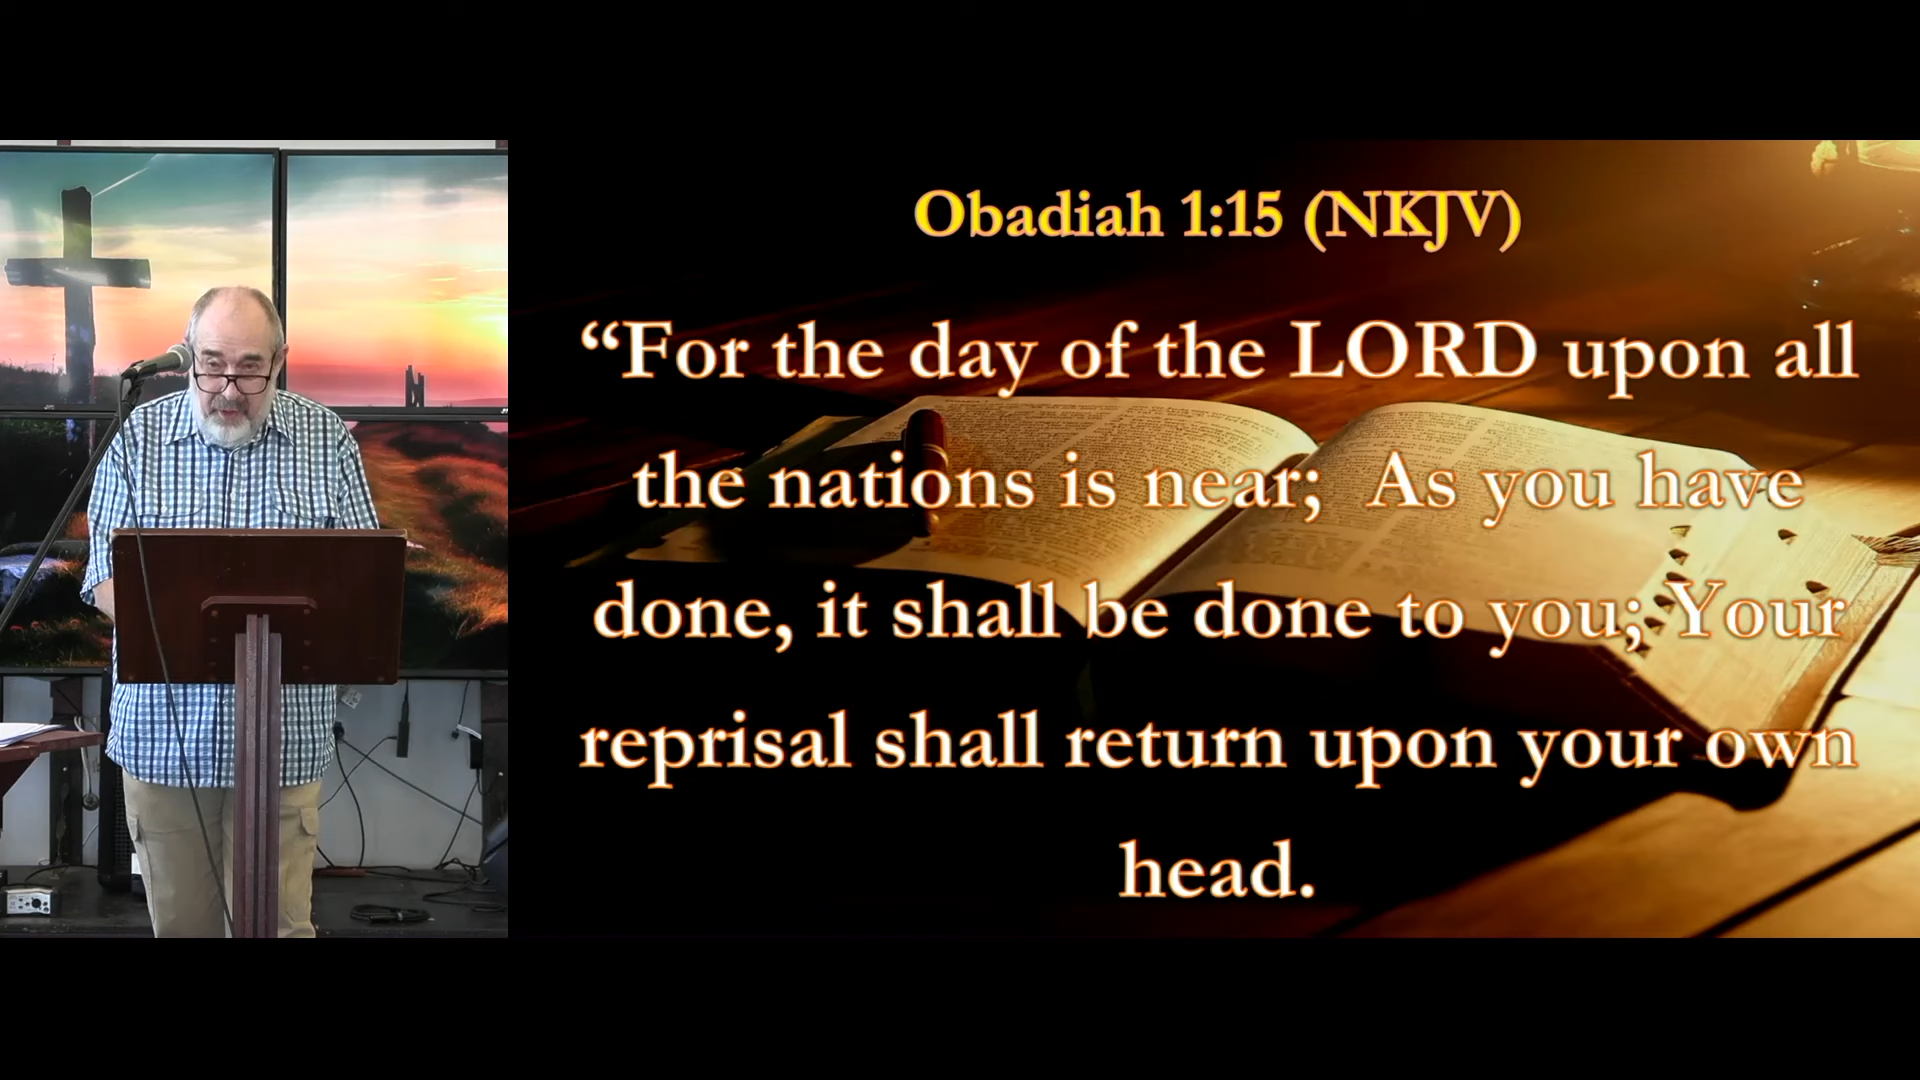 Obadiah 1:15 (NKJV)
“For the day of the LORD upon all
the nations is near;  As you have
done, it shall be done to you; Your
reprisal shall return upon your own
head.